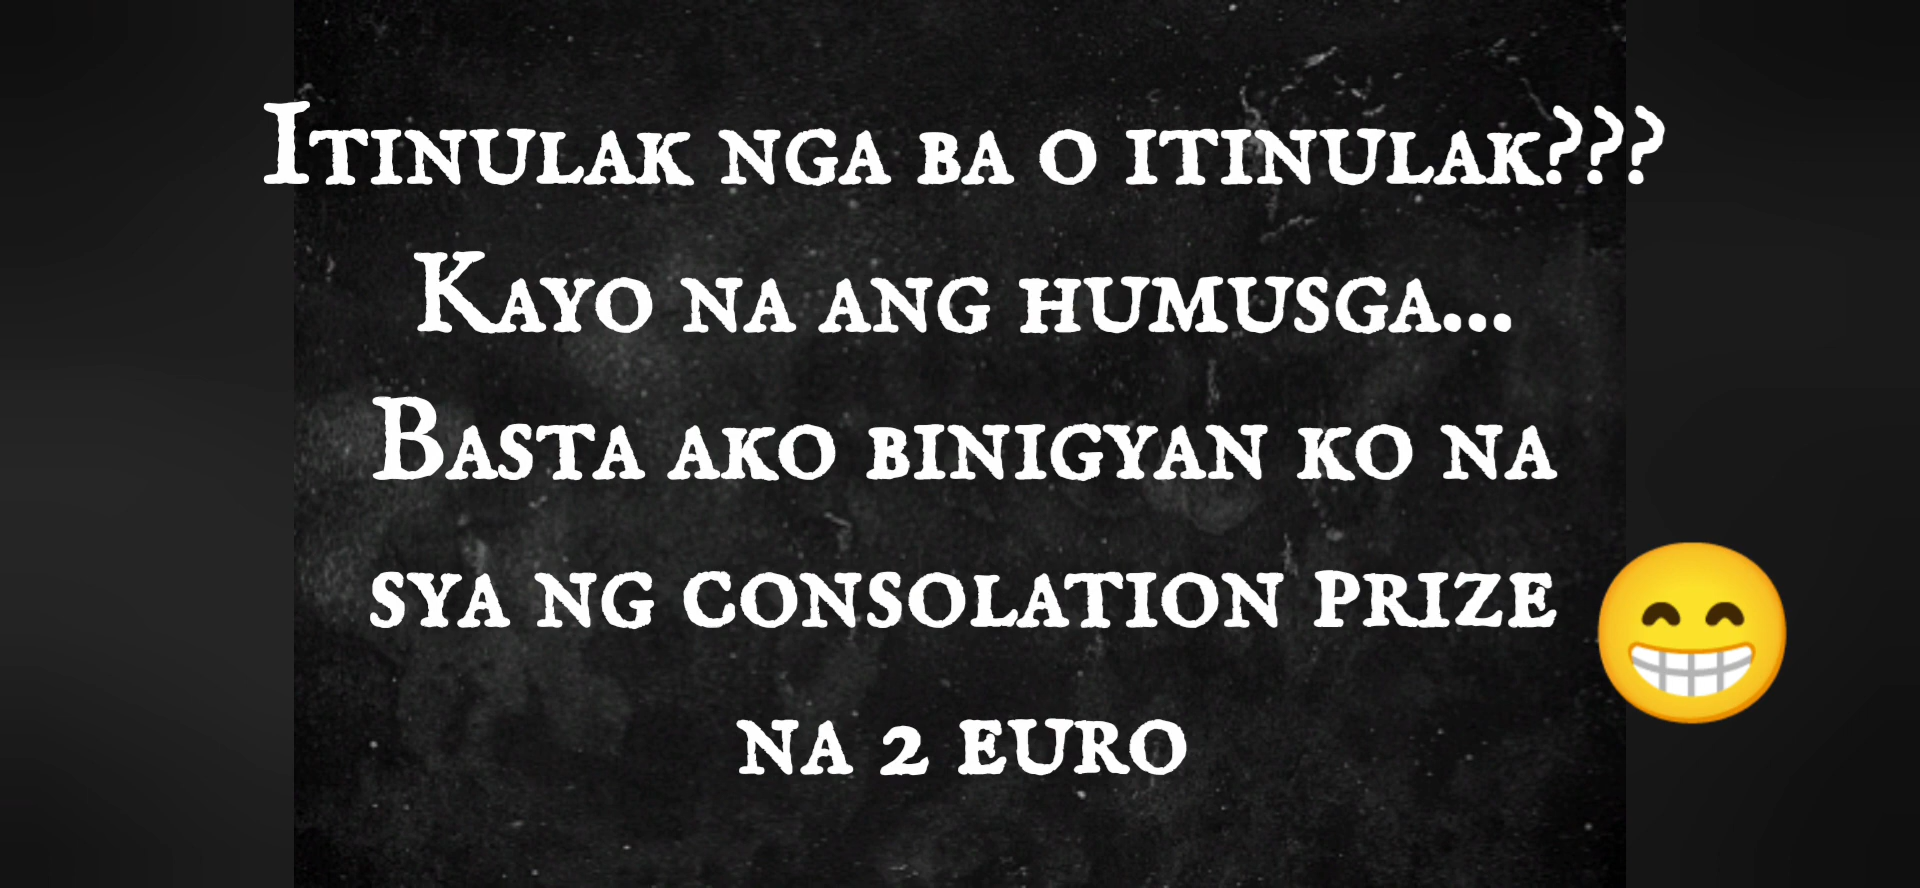 Itinulak nga ba o itinulak???
Kayo na ang humusga...
Basta ako binigyan ko na
sya ng consolation prize
na 2 euro